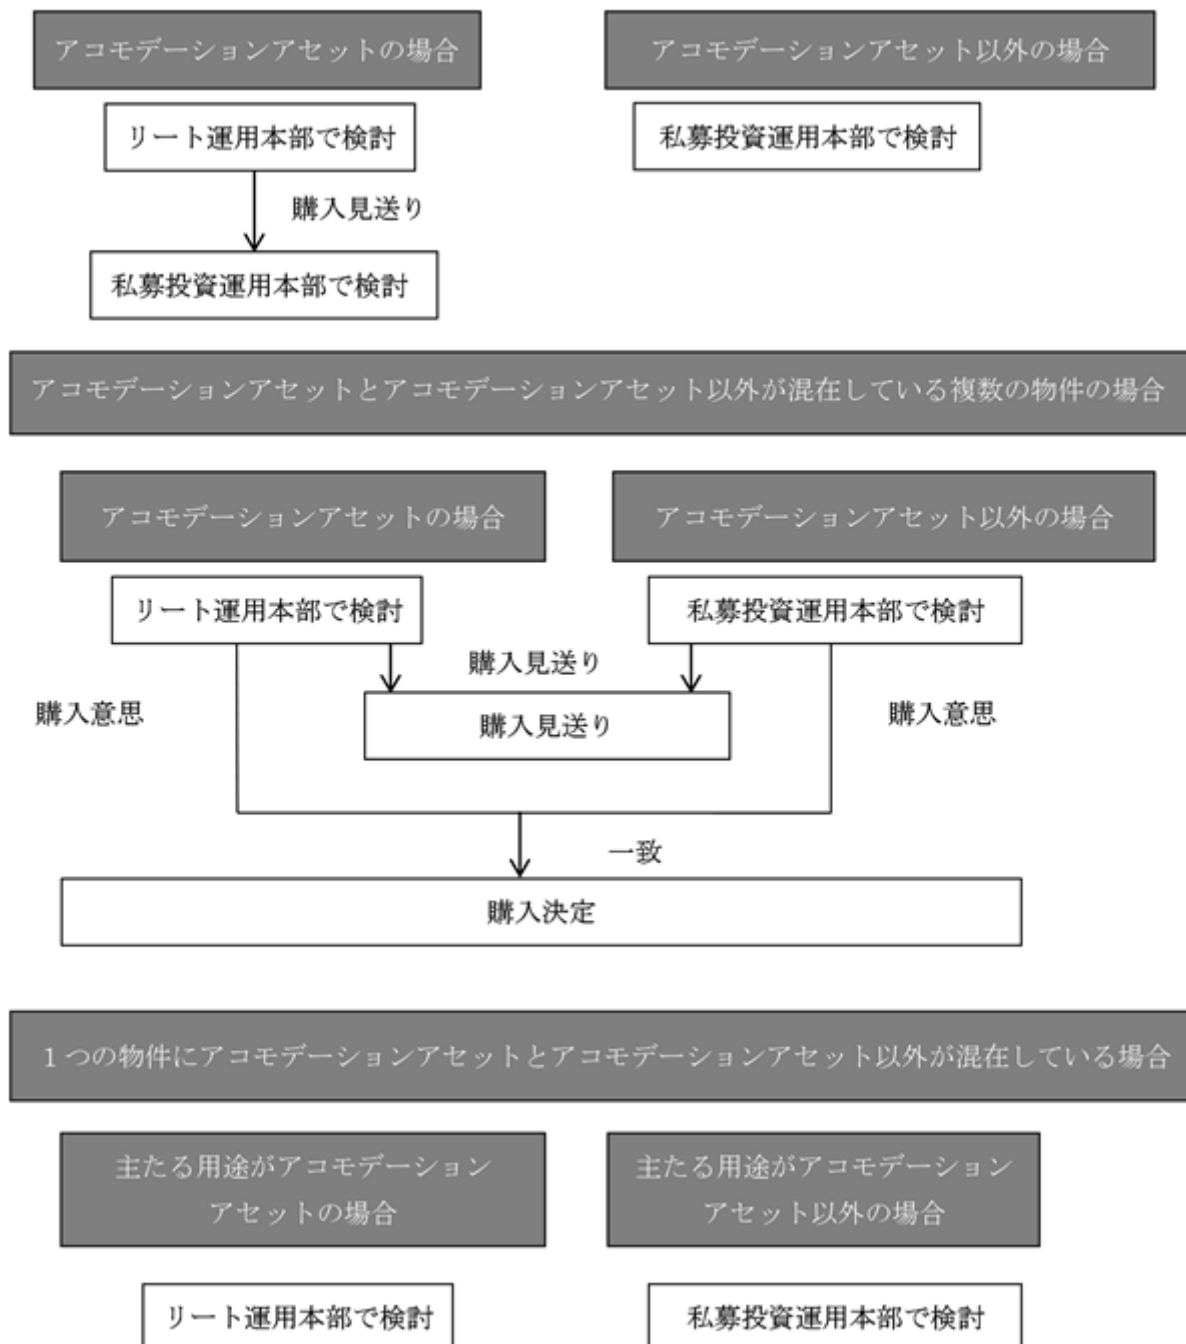 アコモデーションアセットの場合
アコモデーションアセット以外の場合
リート運用本部で検討
私募投資運用本部で検討
購入見送り
私募投資運用本部で検討
アコモデーションアセットとアコモデーションアセット以外が混在している複数の物件の場合
アコモデーションアセットの場合
アコモデーションアセット以外の場合
リート運用本部で検討
私募投資運用本部で検討
購入見送り
購入意思
購入見送り
購入意思
一致
購入決定
1つの物件にアコモデーションアセットとアコモデーションアセット以外が混在している場合
主たる用途がアコモデーション
アセットの場合
主たる用途がアコモデーション
アセット以外の場合
リート運用本部で検討
私募投資運用本部で検討